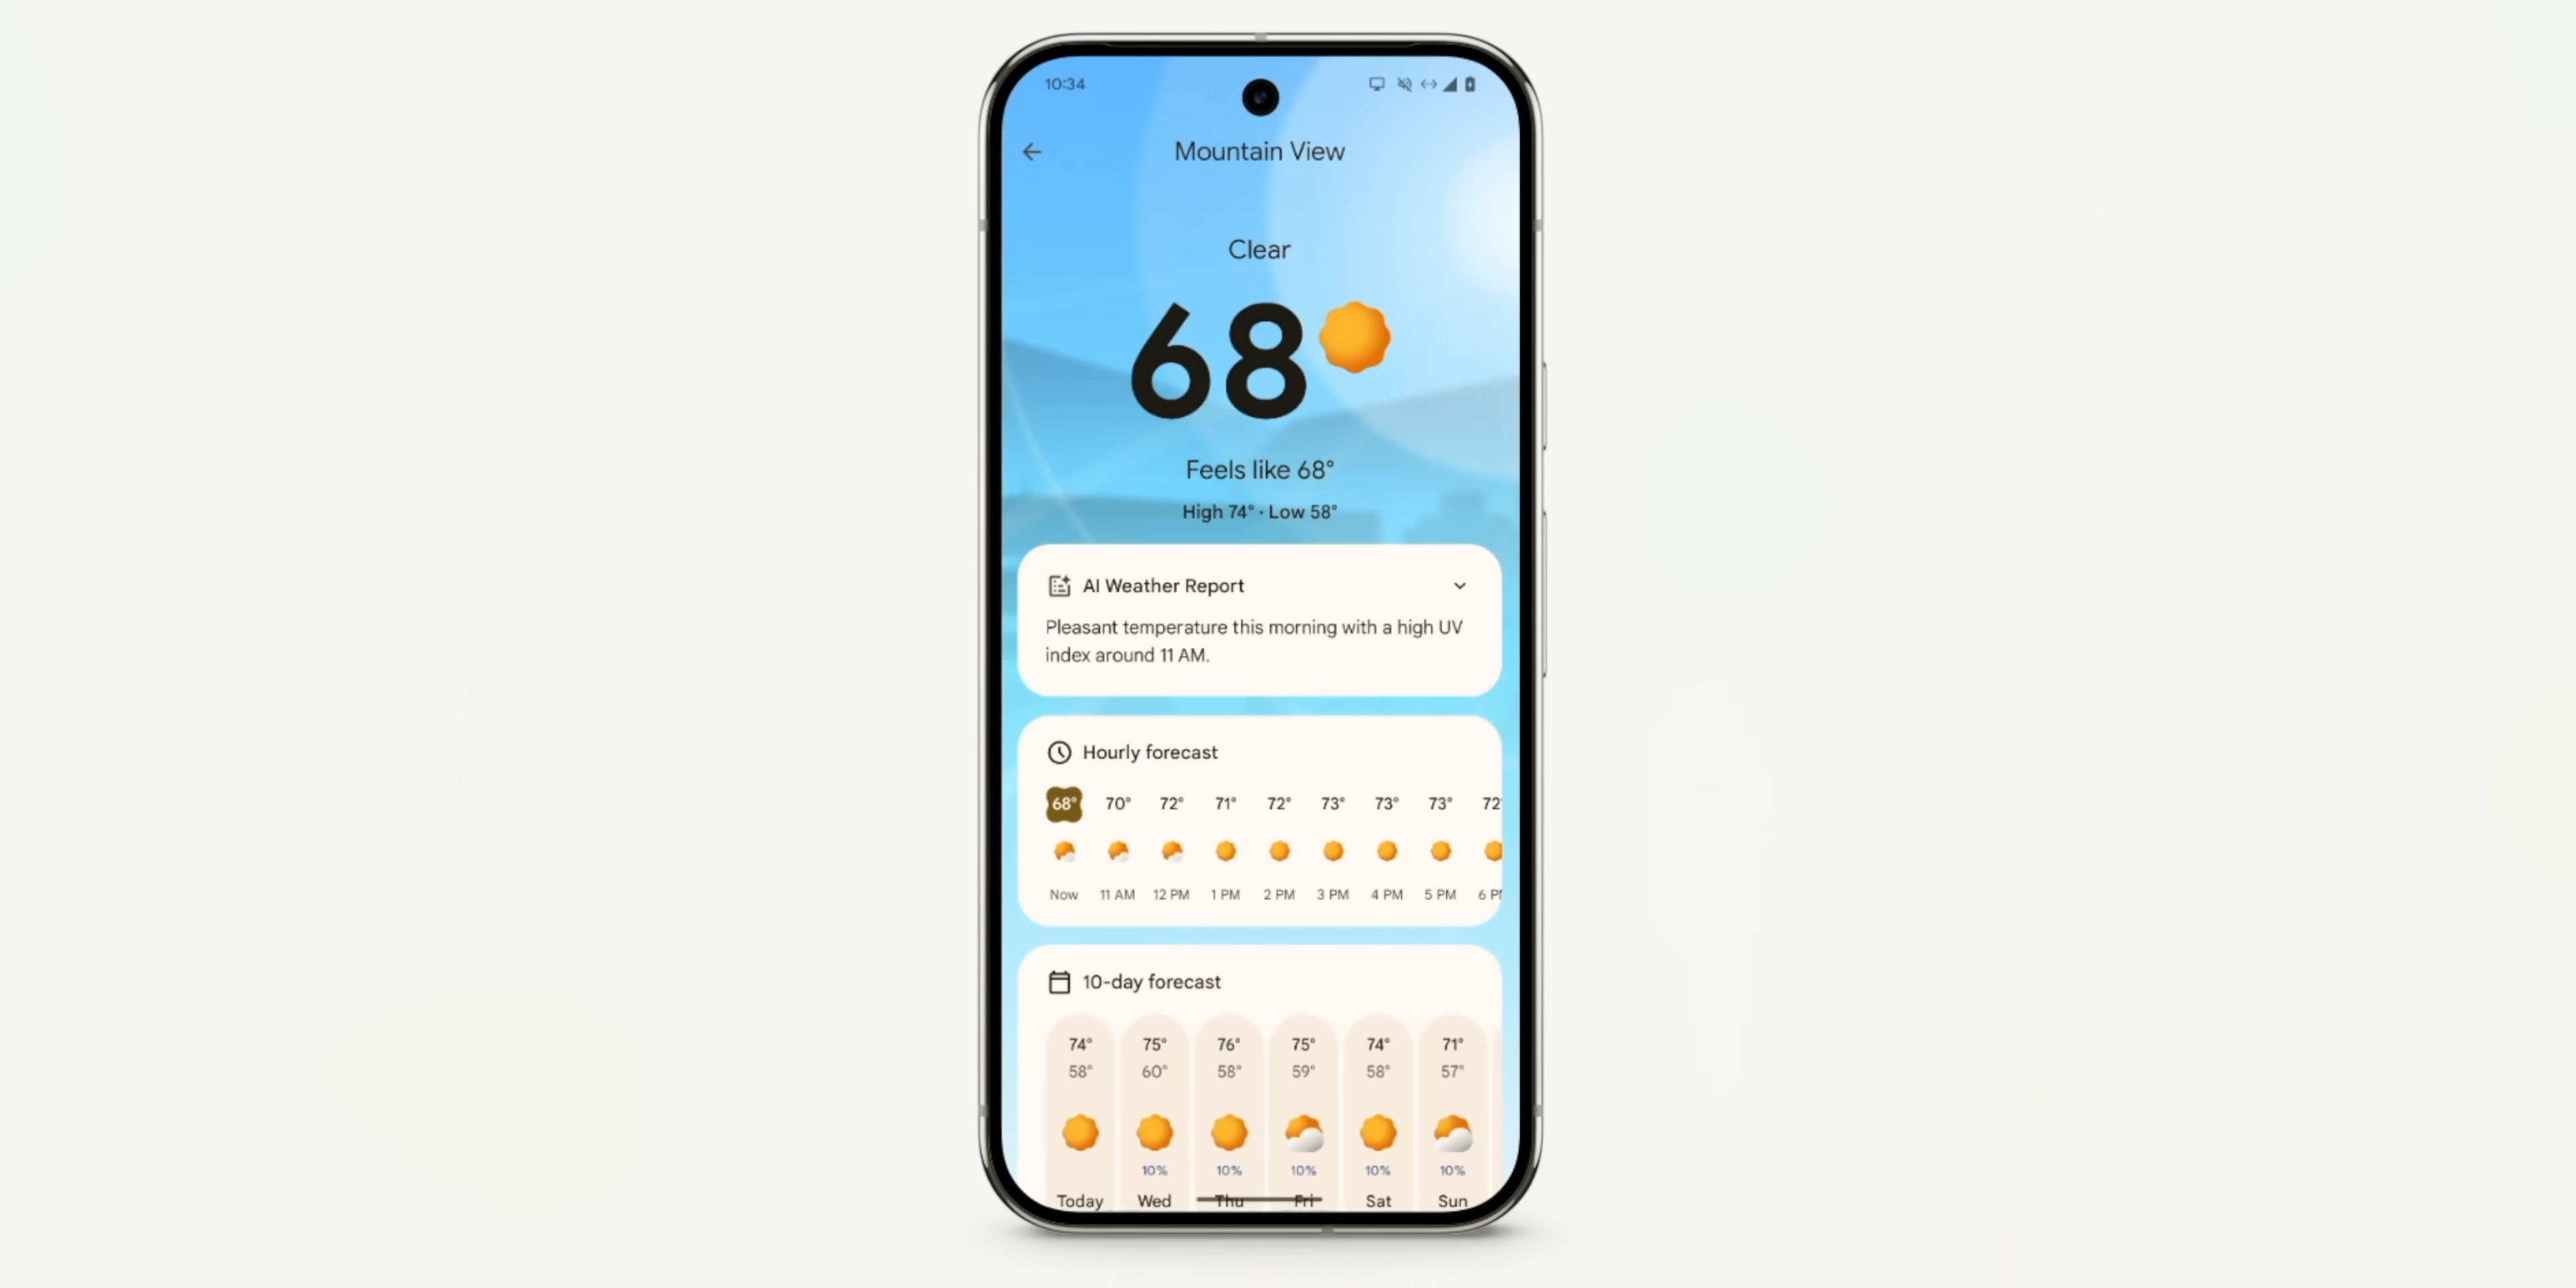 10:34
Mountain View
Clear
68
Feels like 68°
High 74° · Low 58°
AI Weather Report
Pleasant temperature this morning with a high UV
index around 11 AM.
Hourly forecast
68° 70° 72° 71° 72° 73° 73° 73° 72°
Now 11 AM 12 PM 1 PM 2 PM 3 PM 4 PM 5 PM 6 PM
10-day forecast
74° 75° 76° 75° 74° 71°
58° 60° 58° 59° 58° 57°
10% 10% 10% 10% 10%
Today Wed Thu Fri Sat Sun